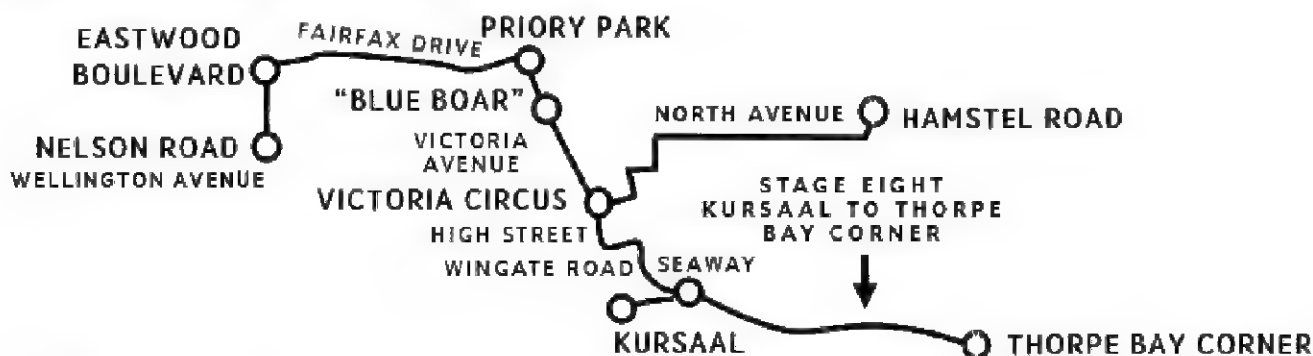 EASTWOOD
BOULEVARD
FAIRFAX DRIVE
PRIORY PARK
"BLUE BOAR"
NORTH AVENUE
HAMSTEL ROAD
NELSON ROAD
WELLINGTON AVENUE
VICTORIA
AVENUE
VICTORIA CIRCUS
STAGE EIGHT
KURSAAL TO THORPE
BAY CORNER
HIGH STREET
WINGATE ROAD
SEAWAY
KURSAAL
THORPE BAY CORNER